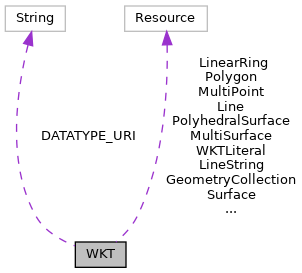 String
Resource
LinearRing
Polygon
MultiPoint
Line
PolyhedralSurface
MultiSurface
WKTLiteral
LineString
GeometryCollection
Surface
...
DATATYPE_URI
WKT